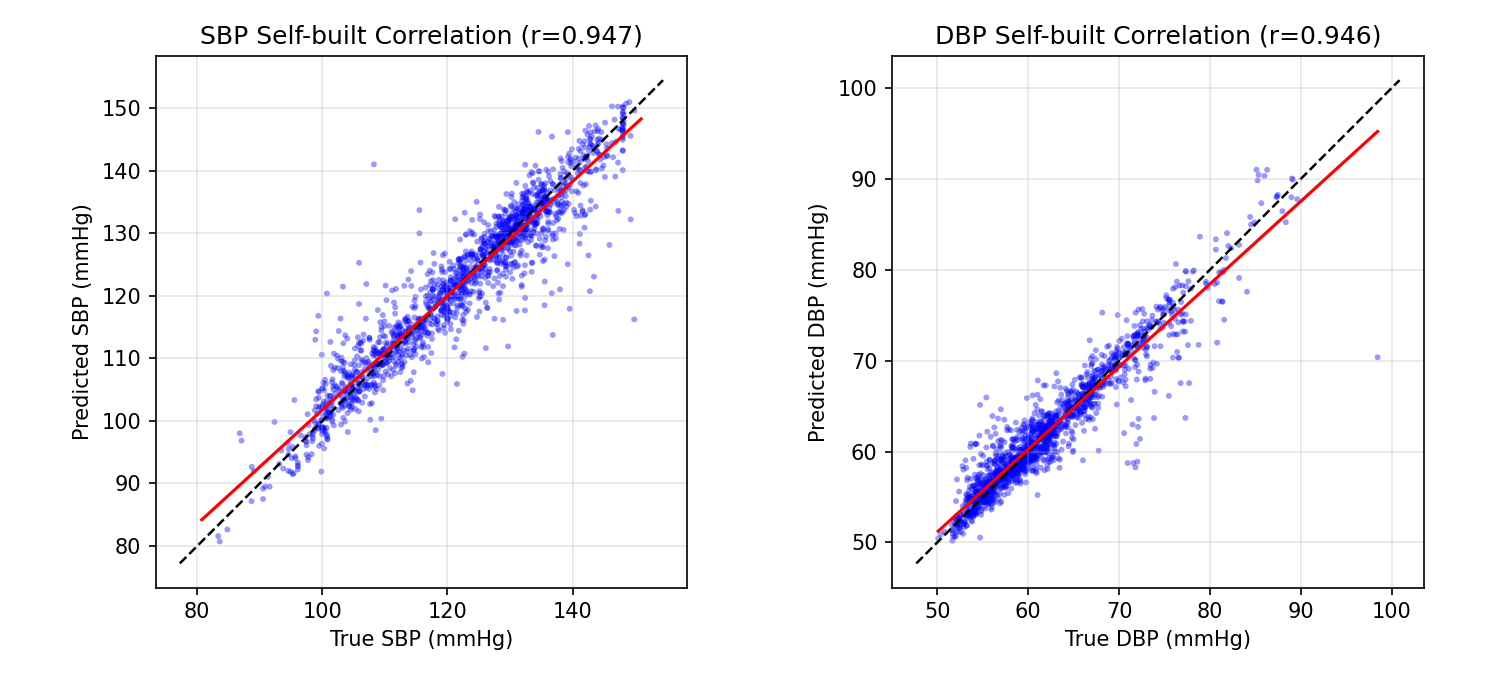 SBP Self-built Correlation (r=0.947)
150
140
130
120
110
100
90
80
Predicted SBP (mmHg)
80 100 120 140
True SBP (mmHg)
DBP Self-built Correlation (r=0.946)
100
90
80
70
60
50
Predicted DBP (mmHg)
50 60 70 80 90 100
True DBP (mmHg)